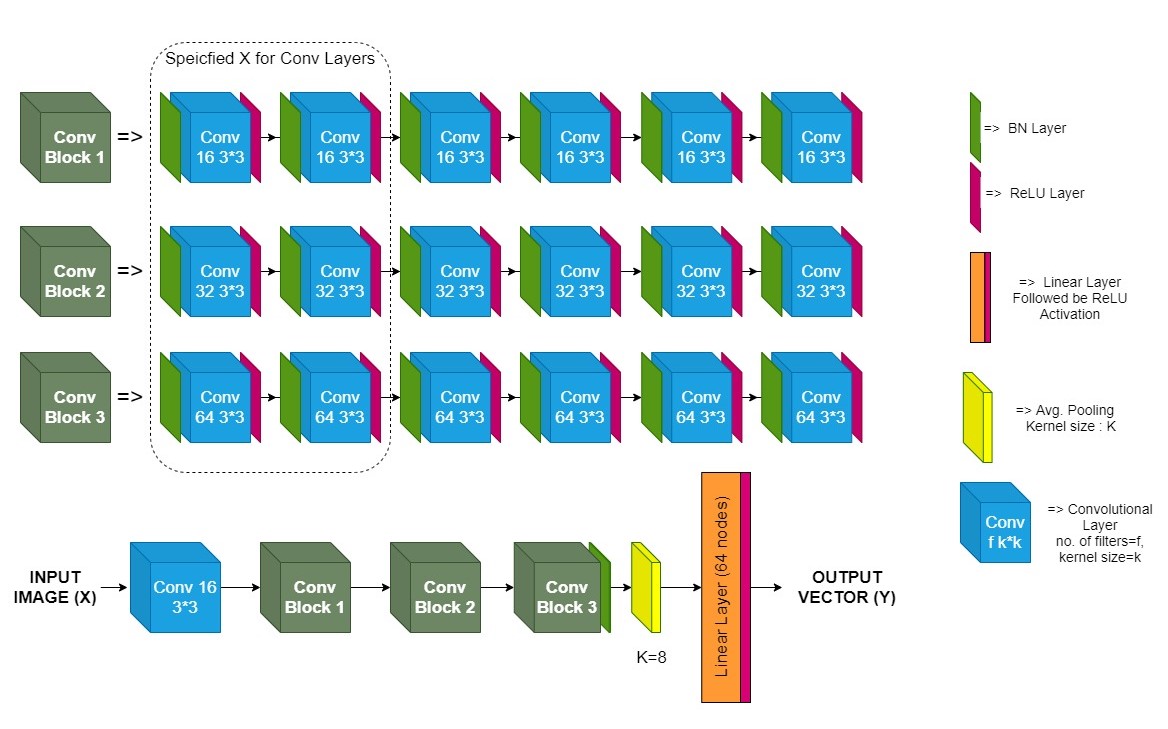 Speicfied X for Conv Layers
Conv
Block 1
=>
Conv
16 3*3
Conv
16 3*3
Conv
16 3*3
Conv
16 3*3
Conv
16 3*3
Conv
16 3*3
Conv
Block 2
=>
Conv
32 3*3
Conv
32 3*3
Conv
32 3*3
Conv
32 3*3
Conv
32 3*3
Conv
32 3*3
Conv
Block 3
=>
Conv
64 3*3
Conv
64 3*3
Conv
64 3*3
Conv
64 3*3
Conv
64 3*3
Conv
64 3*3
INPUT
IMAGE (X)
Conv 16
3*3
Conv
Block 1
Conv
Block 2
Conv
Block 3
K=8
Linear Layer (64 nodes)
OUTPUT
VECTOR (Y)
=> BN Layer
=> ReLU Layer
=> Linear Layer
Followed be ReLU
Activation
=> Avg. Pooling
Kernel size : K
Conv
f k*k
=> Convolutional
Layer
no. of filters=f,
kernel size=k